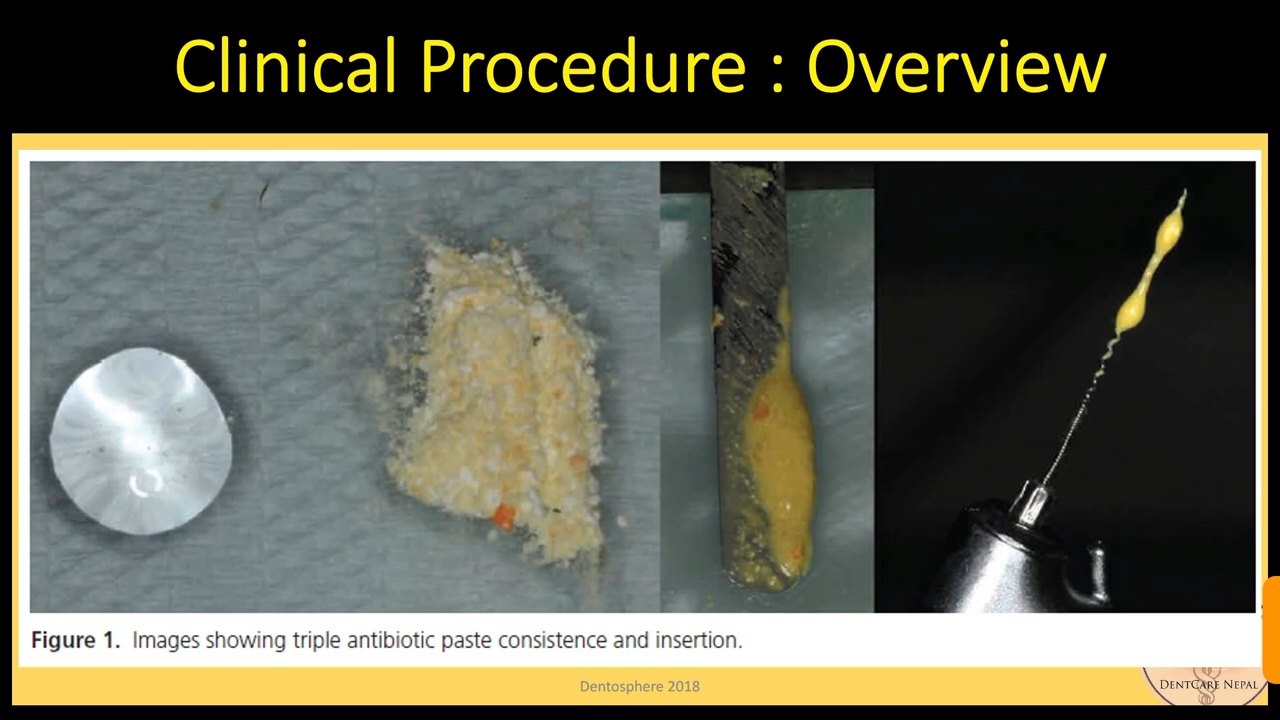 Clinical Procedure : Overview
Figure 1. Images showing triple antibiotic paste consistence and insertion.
Dentosphere 2018
DENTCARE NEPAL